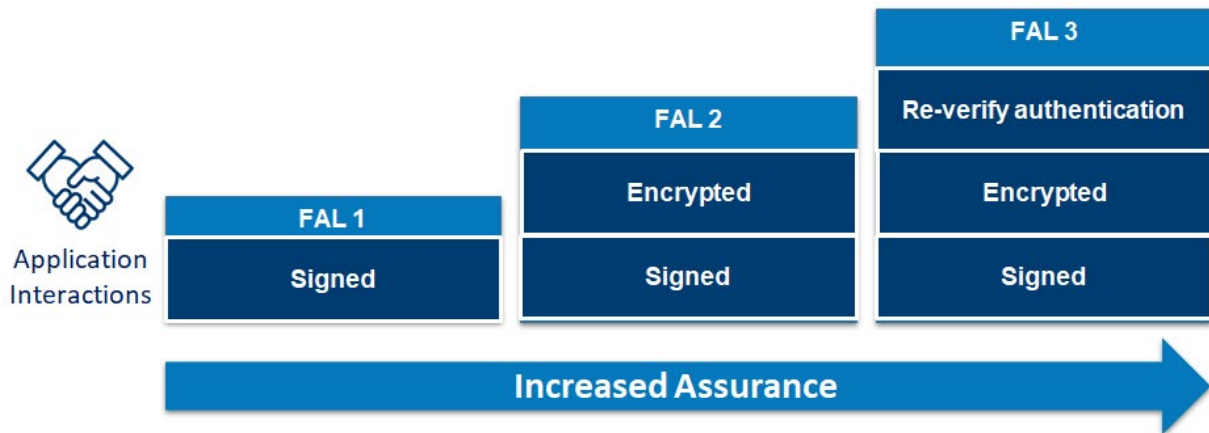 FAL 3
Re-verify authentication
FAL 2
Encrypted
Encrypted
FAL 1
Application
Interactions
Signed
Signed
Signed
Increased Assurance